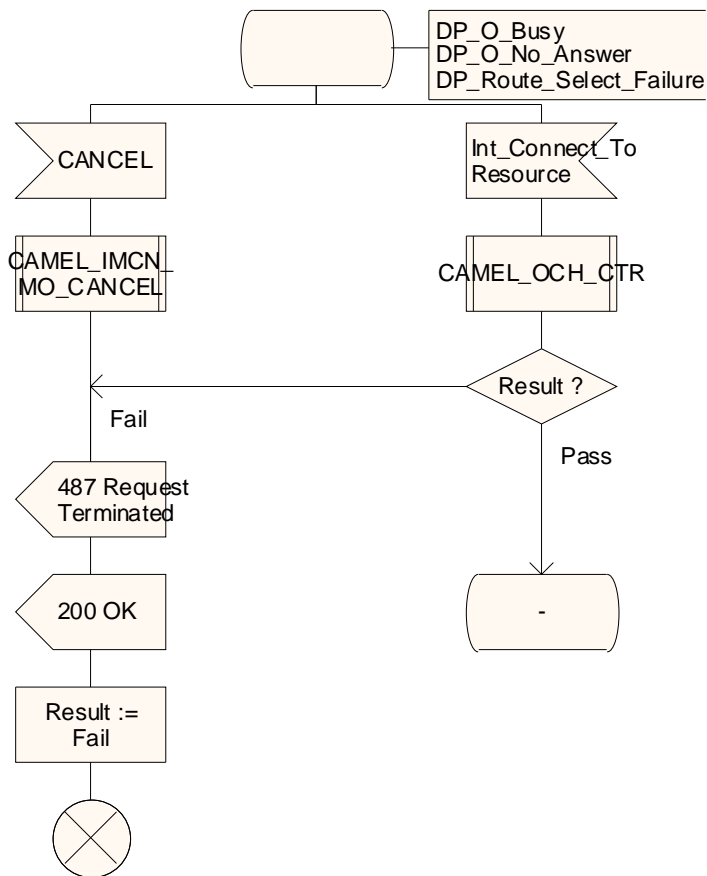 DP_O_Busy
DP_O_No_Answer
DP_Route_Select_Failure
CANCEL
Int_Connect_To
Resource
CAMEL_IMCN_
MO_CANCEL
CAMEL_OCH_CTR
Result ?
Fail
Pass
487 Request
Terminated
200 OK
-
Result :=
Fail